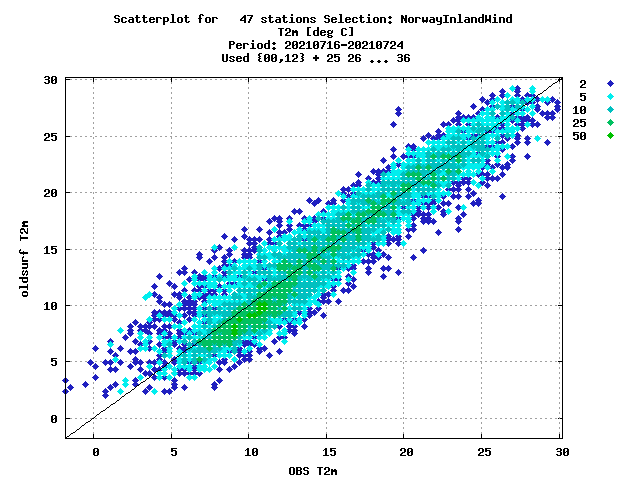 Scatterplot for   47 stations Selection: NorwayInlandWind
T2m [deg C]
Period: 20210716-20210724
Used {00,12} + 25 26 ... 36
30
25
20
15
10
5
0
oldsurf T2m
0 5 10 15 20 25 30
OBS T2m
2
5
10
25
50